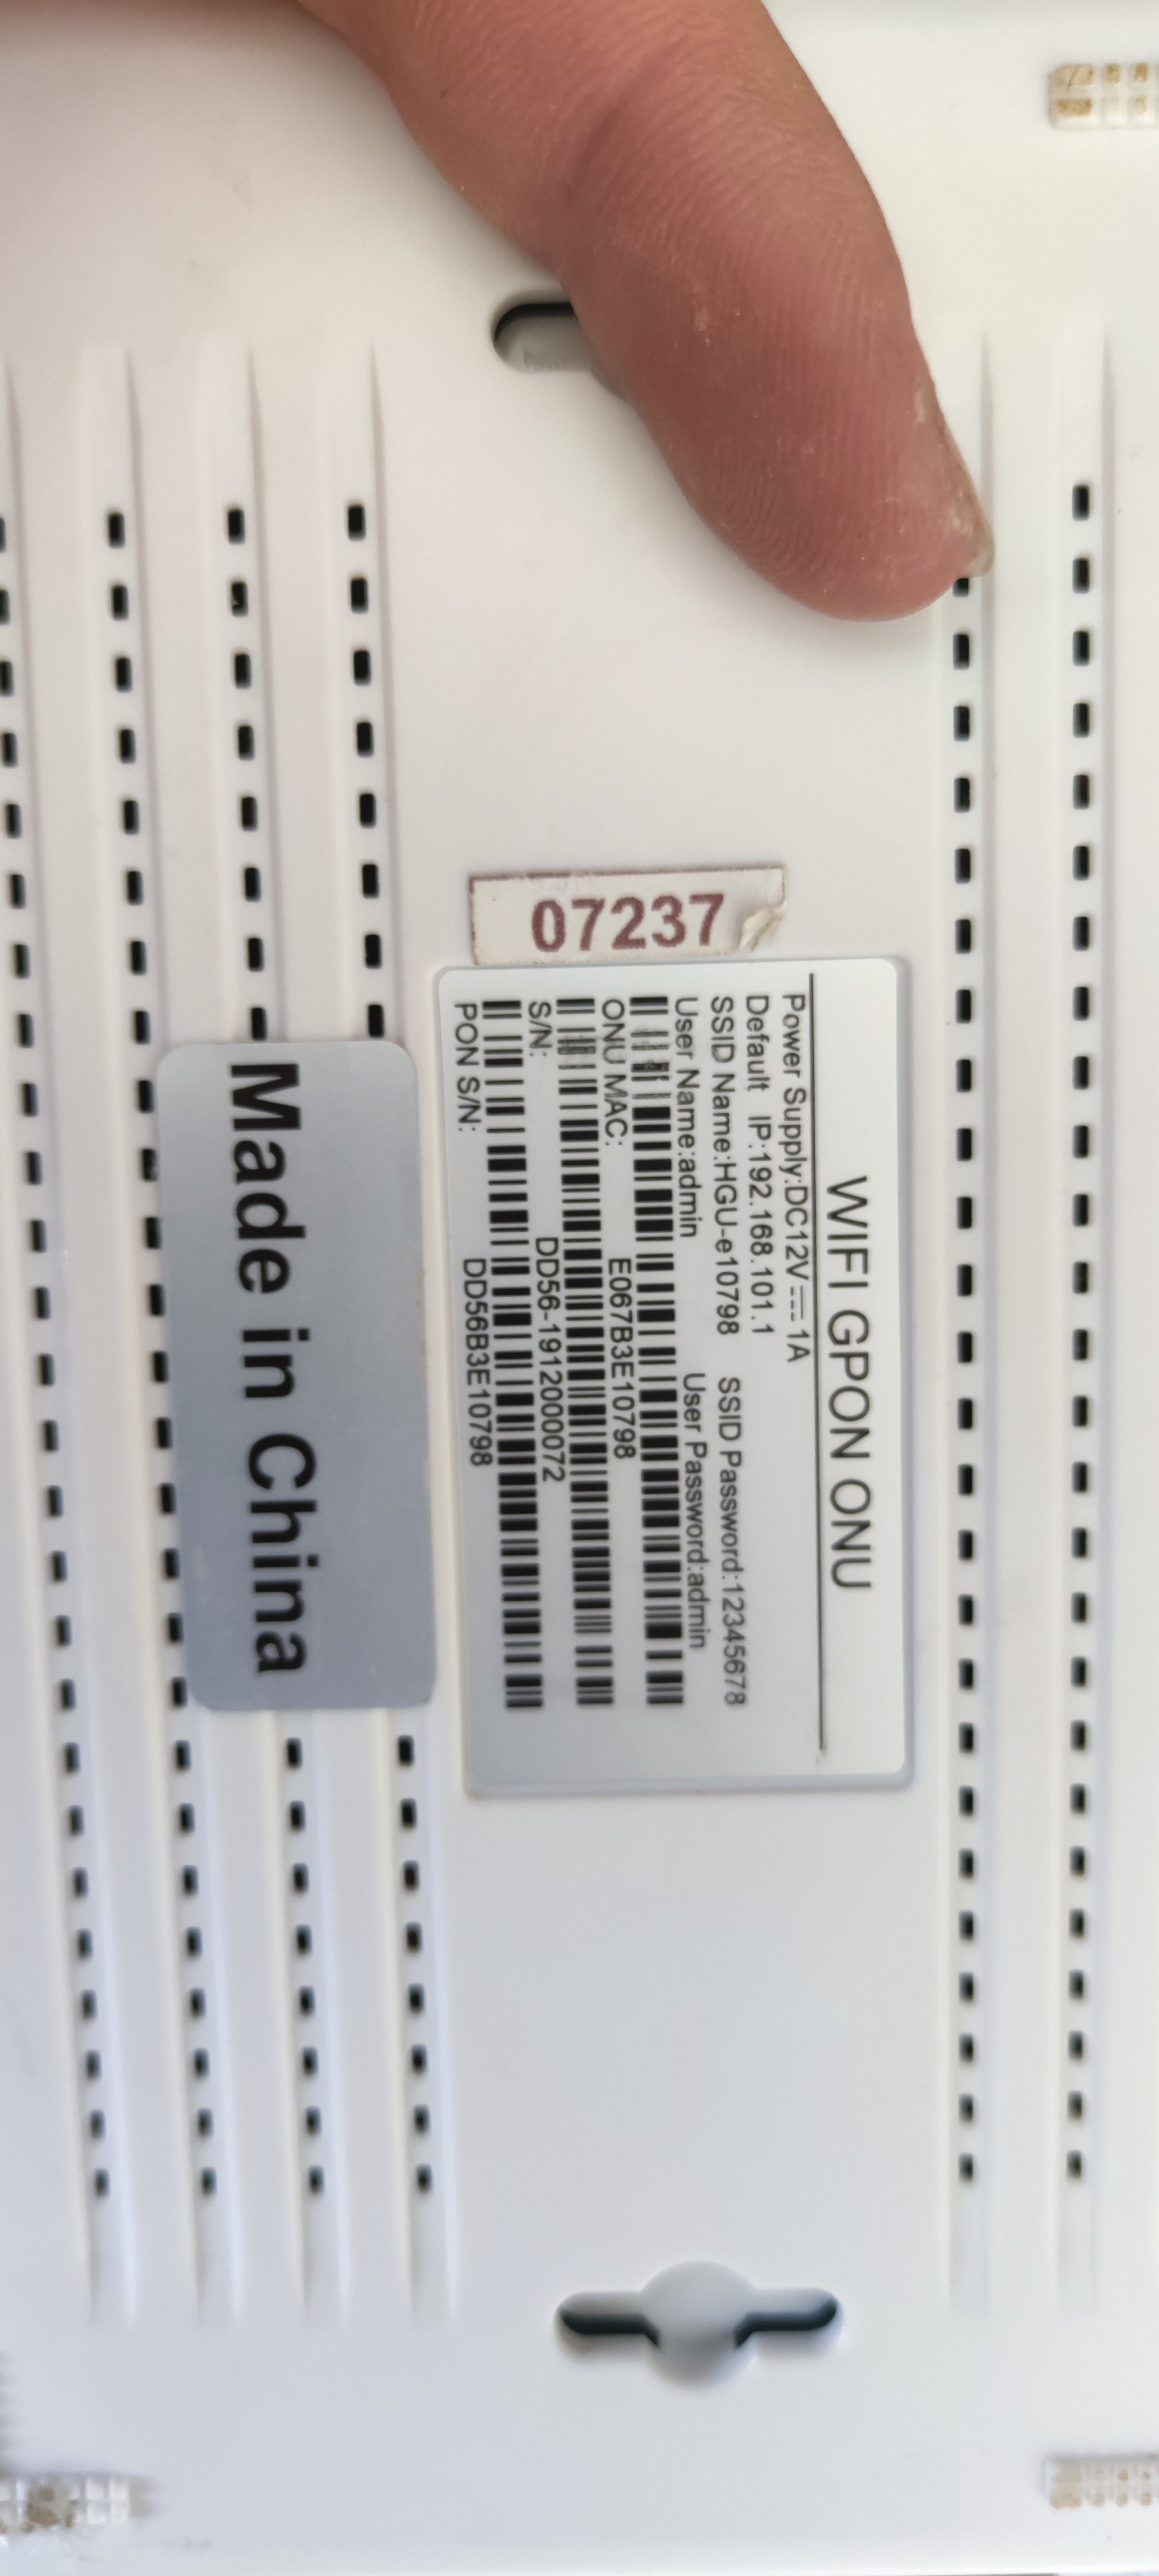 07237
WIFI GPON ONU
Power Supply:DC12V⎓1A
Default IP:192.168.101.1
SSID Name:HGU-e10798 SSID Password:12345678
User Name:admin User Password:admin
ONU MAC: E067B3E10798
S/N: DD56-1912000072
PON S/N: DD56B3E10798
Made in China